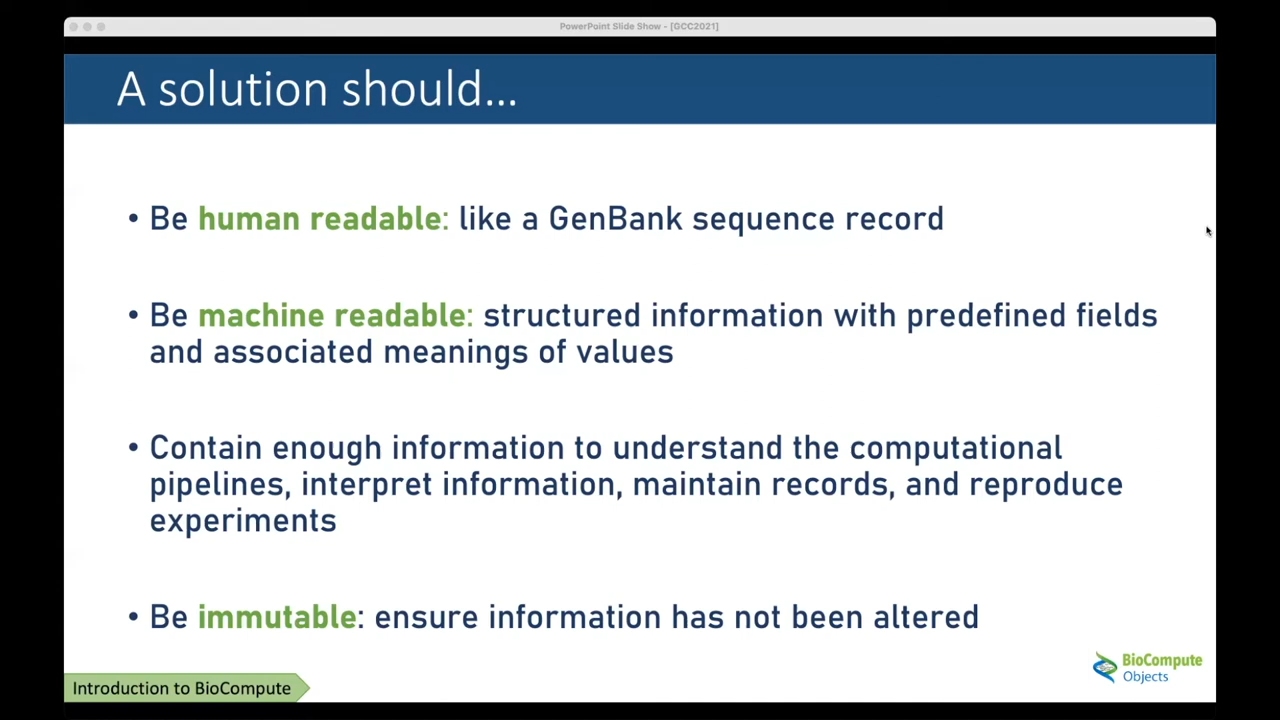 PowerPoint Slide Show - [GCC2021]
A solution should...
• Be human readable: like a GenBank sequence record
• Be machine readable: structured information with predefined fields
and associated meanings of values
• Contain enough information to understand the computational
pipelines, interpret information, maintain records, and reproduce
experiments
• Be immutable: ensure information has not been altered
BioCompute
Objects
Introduction to BioCompute